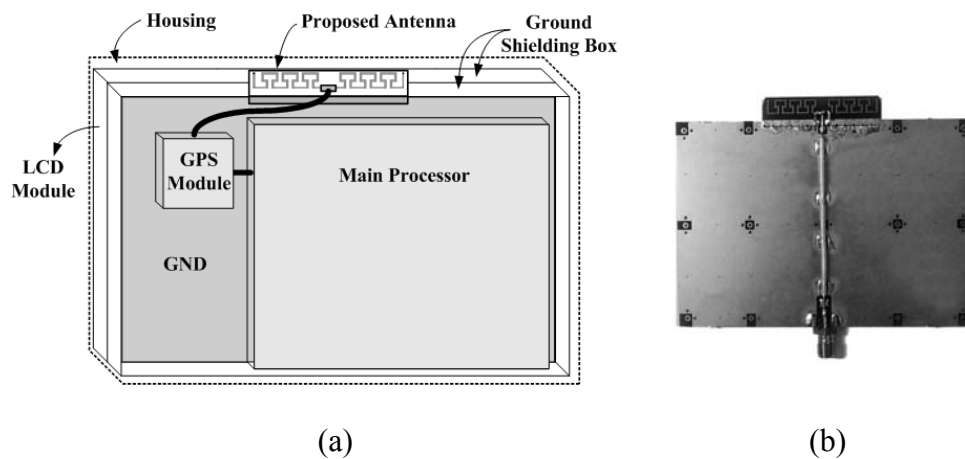 Housing
Proposed Antenna
Ground
Shielding Box
LCD
Module
GPS
Module
Main Processor
GND
(a)
(b)